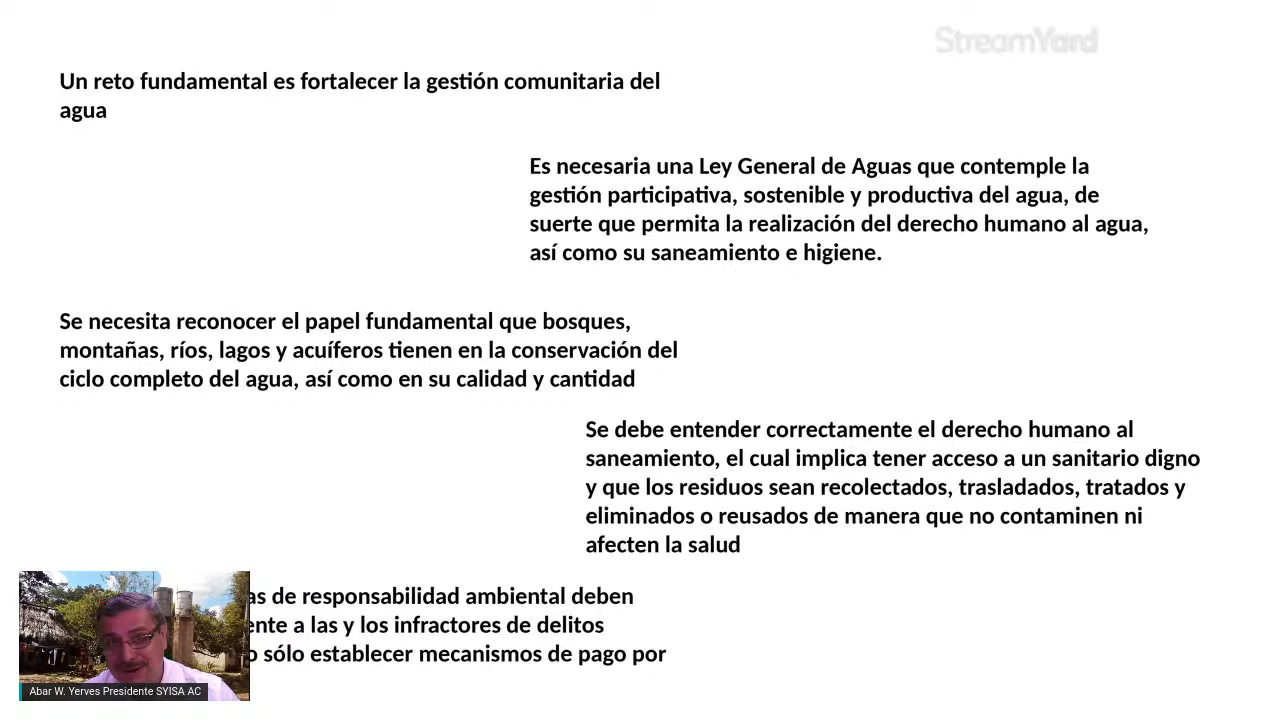 StreamYard
Un reto fundamental es fortalecer la gestión comunitaria del
agua
Es necesaria una Ley General de Aguas que contemple la
gestión participativa, sostenible y productiva del agua, de
suerte que permita la realización del derecho humano al agua,
así como su saneamiento e higiene.
Se necesita reconocer el papel fundamental que bosques,
montañas, ríos, lagos y acuíferos tienen en la conservación del
ciclo completo del agua, así como en su calidad y cantidad
Se debe entender correctamente el derecho humano al
saneamiento, el cual implica tener acceso a un sanitario digno
y que los residuos sean recolectados, trasladados, tratados y
eliminados o reusados de manera que no contaminen ni
afecten la salud
de responsabilidad ambiental deben
a las y los infractores de delitos
sólo establecer mecanismos de pago por
Abar W. Yerves Presidente SYISA AC